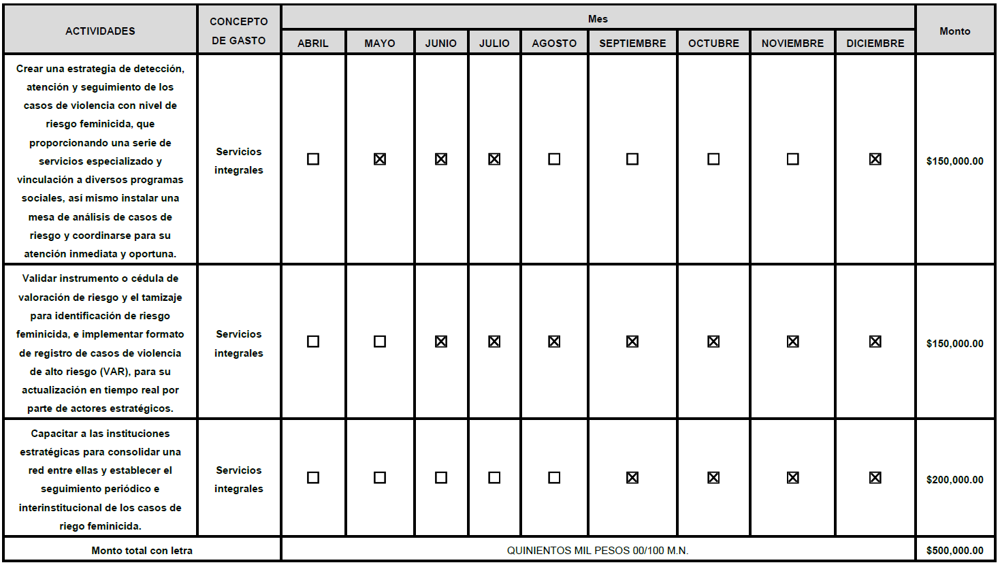 ACTIVIDADES
CONCEPTO
DE GASTO
Mes
Monto
ABRIL
MAYO
JUNIO
JULIO
AGOSTO
SEPTIEMBRE
OCTUBRE
NOVIEMBRE
DICIEMBRE
Crear una estrategia de detección,
atención y seguimiento de los
casos de violencia con nivel de
riesgo feminicida, que
proporcionando una serie de
servicios especializado y
vinculación a diversos programas
sociales, así mismo instalar una
mesa de análisis de casos de
riesgo y coordinarse para su
atención inmediata y oportuna.
Servicios
integrales
☐
☒
☒
☒
☐
☐
☐
☐
☒
$150,000.00
Validar instrumento o cédula de
valoración de riesgo y el tamizaje
para identificación de riesgo
feminicida, e implementar formato
de registro de casos de violencia
de alto riesgo (VAR), para su
actualización en tiempo real por
parte de actores estratégicos.
Servicios
integrales
☐
☐
☒
☒
☒
☒
☒
☒
☒
$150,000.00
Capacitar a las instituciones
estratégicas para consolidar una
red entre ellas y establecer el
seguimiento periódico e
interinstitucional de los casos de
riego feminicida.
Servicios
integrales
☐
☐
☐
☐
☐
☒
☒
☒
☒
$200,000.00
Monto total con letra
QUINIENTOS MIL PESOS 00/100 M.N.
$500,000.00